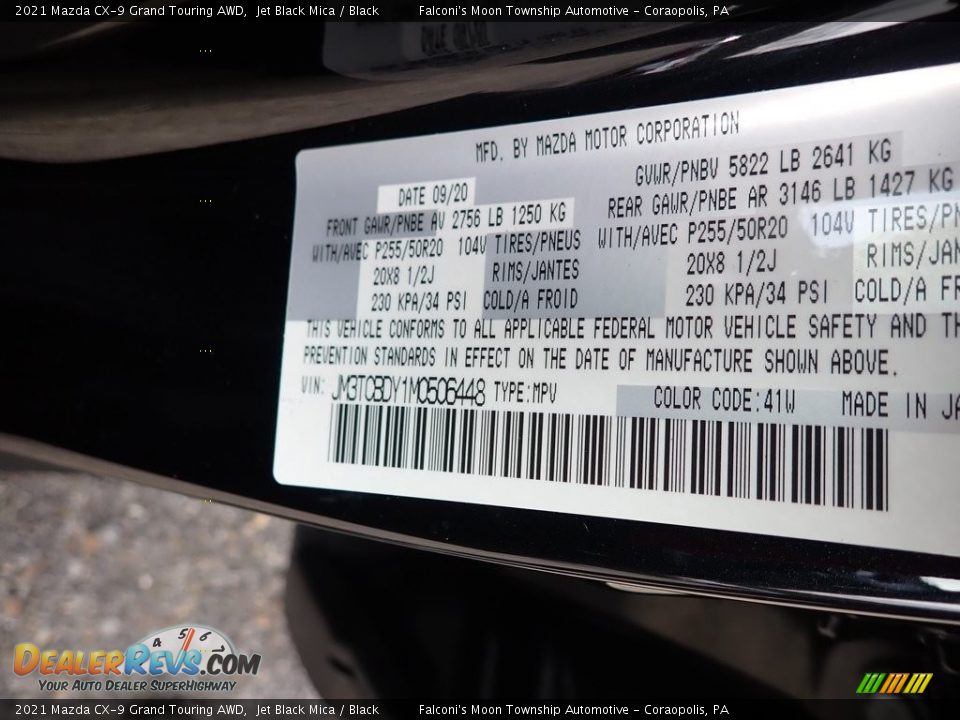 2021 Mazda CX-9 Grand Touring AWD, Jet Black Mica / Black Falconi's Moon Township Automotive - Coraopolis, PA
MFD. BY MAZDA MOTOR CORPORATION
DATE 09/20 GVWR/PNBV 5822 LB 2641 KG
FRONT GAWR/PNBE AV 2756 LB 1250 KG REAR GAWR/PNBE AR 3146 LB 1427 KG
WITH/AVEC P255/50R20 104V TIRES/PNEUS WITH/AVEC P255/50R20 104V TIRES/PN
20X8 1/2J RIMS/JANTES 20X8 1/2J RIMS/JAN
230 KPA/34 PSI COLD/A FROID 230 KPA/34 PSI COLD/A FR
THIS VEHICLE CONFORMS TO ALL APPLICABLE FEDERAL MOTOR VEHICLE SAFETY AND TH
PREVENTION STANDARDS IN EFFECT ON THE DATE OF MANUFACTURE SHOWN ABOVE.
VIN: JM3TCBDY1M0506448 TYPE:MPV COLOR CODE:41W MADE IN JA
4 5 6
DEALERREVS.COM
YOUR AUTO DEALER SUPERHIGHWAY
2021 Mazda CX-9 Grand Touring AWD, Jet Black Mica / Black Falconi's Moon Township Automotive - Coraopolis, PA